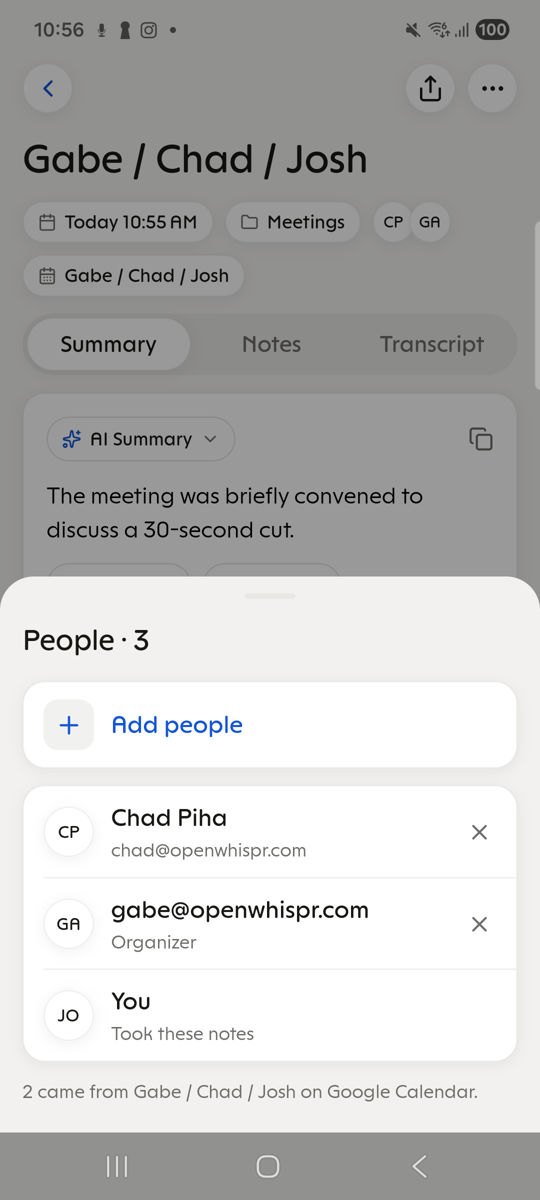 10:56
100
Gabe / Chad / Josh
Today 10:55 AM
Meetings
CP
GA
Gabe / Chad / Josh
Summary
Notes
Transcript
AI Summary
The meeting was briefly convened to
discuss a 30-second cut.
People · 3
Add people
CP
Chad Piha
chad@openwhispr.com
GA
gabe@openwhispr.com
Organizer
JO
You
Took these notes
2 came from Gabe / Chad / Josh on Google Calendar.